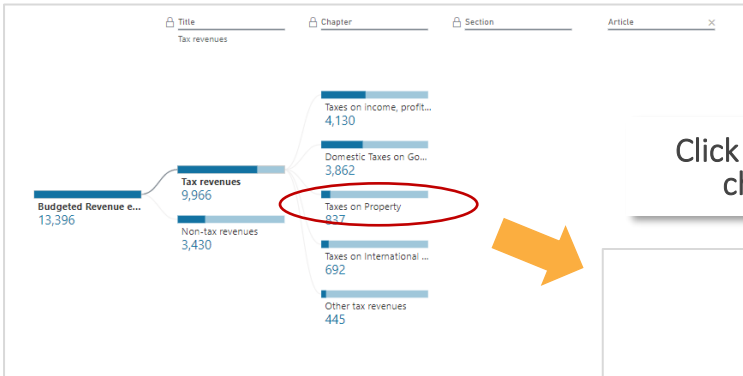 Title
Chapter
Section
Article
Tax revenues
Taxes on income, profit...
4,130
Domestic Taxes on Go...
3,862
Tax revenues
9,966
Budgeted Revenue e...
13,396
Taxes on Property
837
Non-tax revenues
3,430
Taxes on International ...
692
Other tax revenues
445
Click